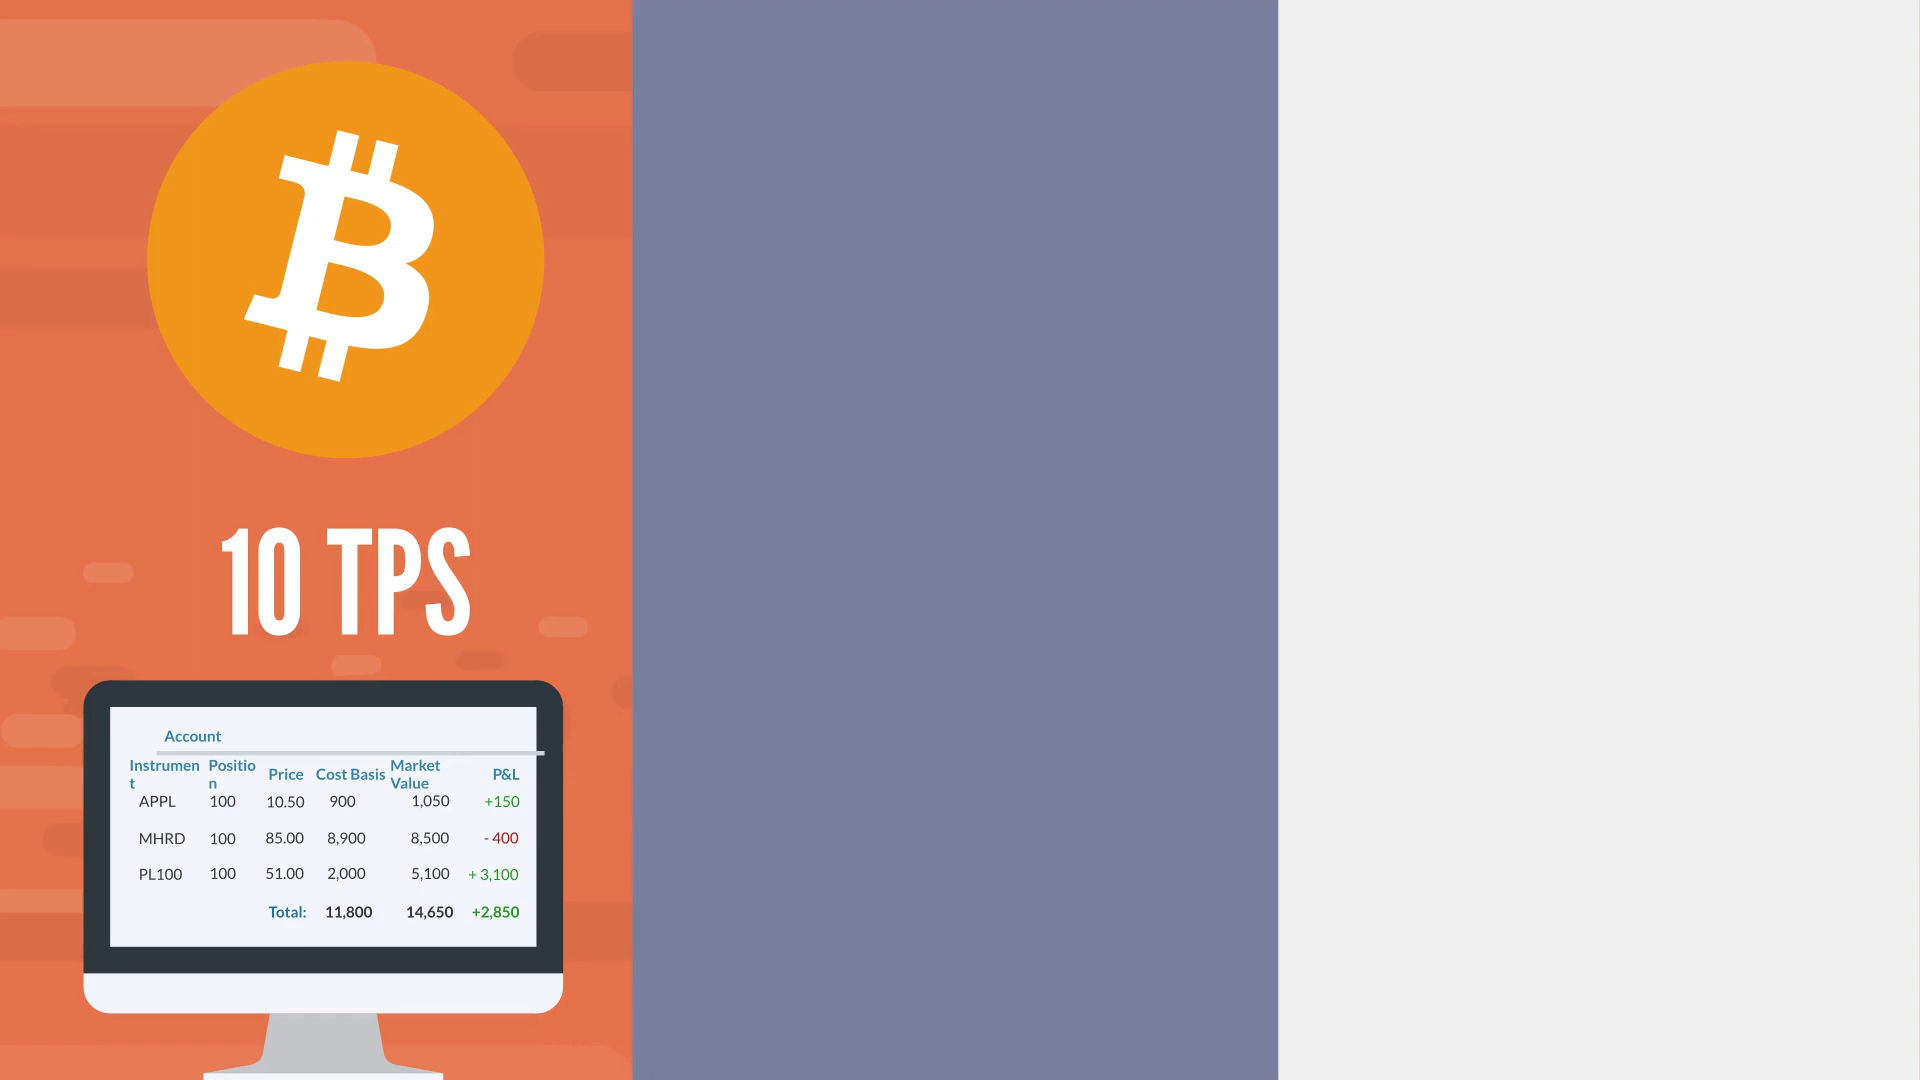 10 TPS
Account
Instrumen
t
Positio
n
Price
Cost Basis
Market
Value
P&L
APPL 100 10.50 900 1,050 +150
MHRD 100 85.00 8,900 8,500 - 400
PL100 100 51.00 2,000 5,100 + 3,100
Total: 11,800 14,650 +2,850